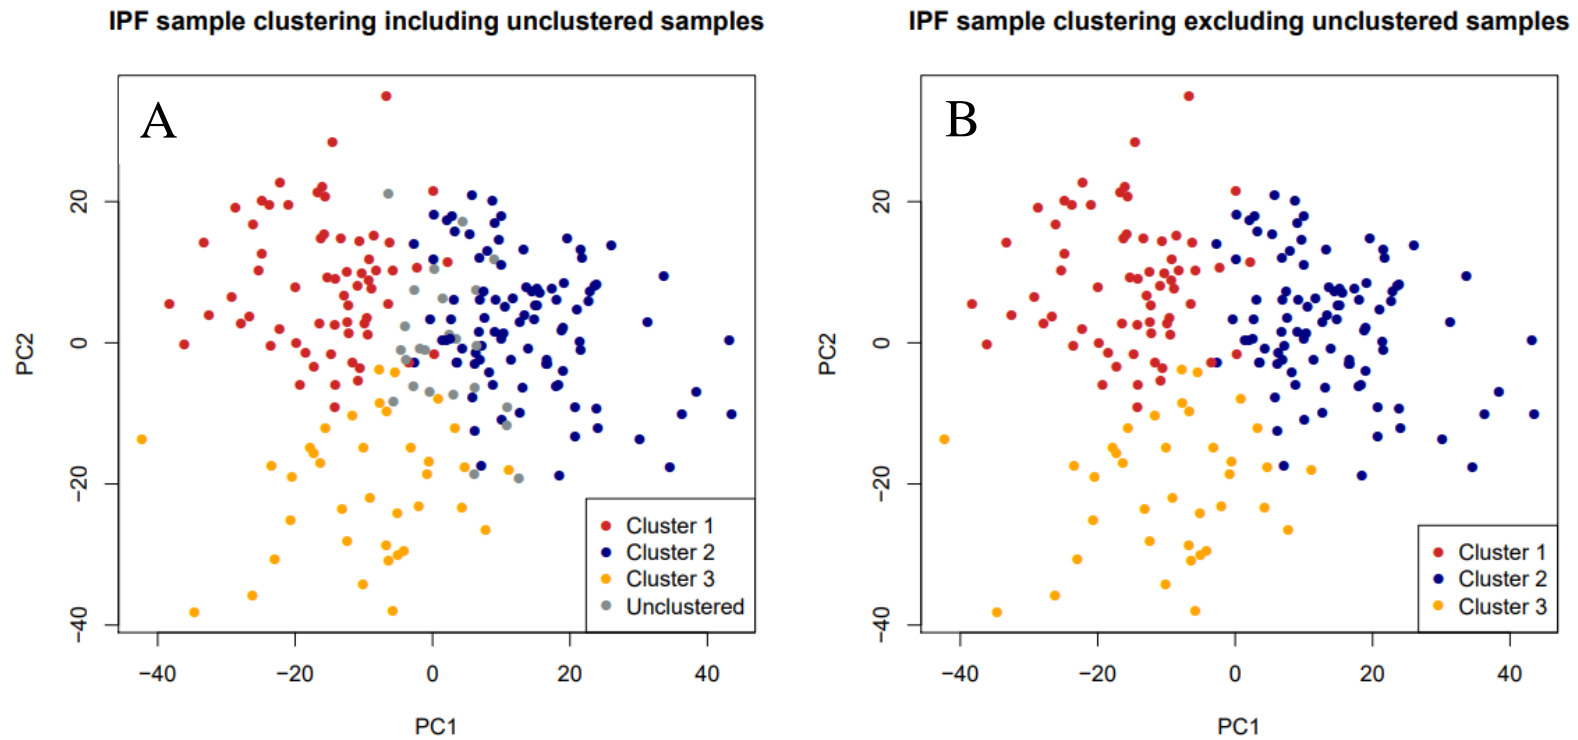 IPF sample clustering including unclustered samples
A
PC2
20
0
−20
−40
−40
−20
0
20
40
PC1
Cluster 1
Cluster 2
Cluster 3
Unclustered
IPF sample clustering excluding unclustered samples
B
PC2
20
0
−20
−40
−40
−20
0
20
40
PC1
Cluster 1
Cluster 2
Cluster 3